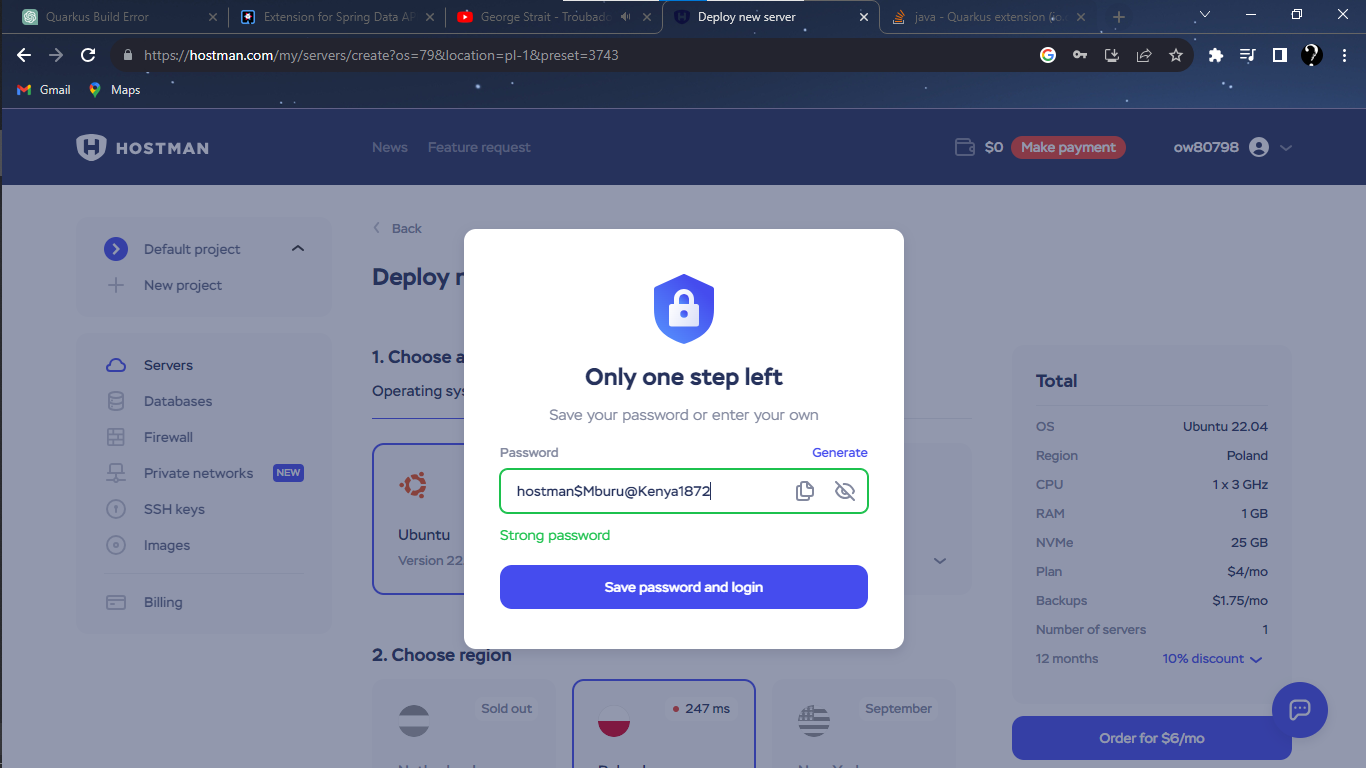 Quarkus Build Error
Extension for Spring Data AP
George Strait - Troubado
Deploy new server
java - Quarkus extension (io.
https://hostman.com/my/servers/create?os=79&location=pl-1&preset=3743
Gmail
Maps
HOSTMAN
News
Feature request
$0
Make payment
ow80798
Default project
New project
Servers
Databases
Firewall
Private networks
NEW
SSH keys
Images
Billing
Back
Deploy
1. Choose a
Operating sys
Ubuntu
Version 22.
2. Choose region
Sold out
247 ms
September
Only one step left
Save your password or enter your own
Password
Generate
hostman$Mburu@Kenya1872
Strong password
Save password and login
Total
OS Ubuntu 22.04
Region Poland
CPU 1 x 3 GHz
RAM 1 GB
NVMe 25 GB
Plan $4/mo
Backups $1.75/mo
Number of servers 1
12 months 10% discount
Order for $6/mo